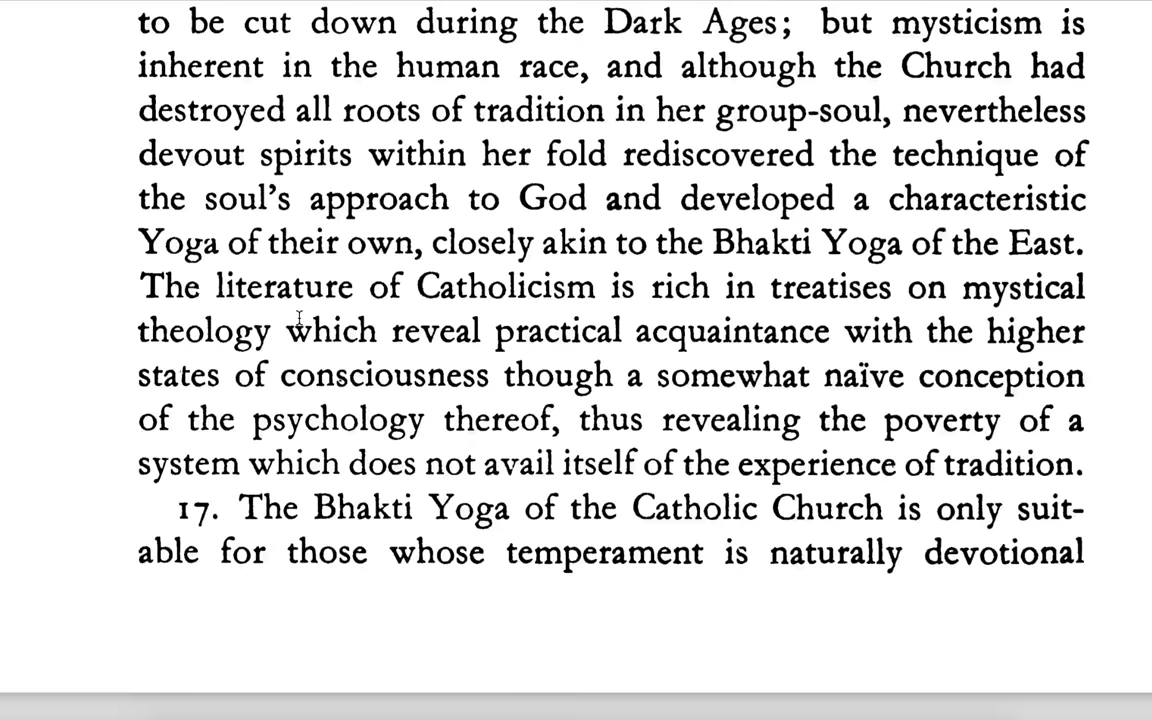 to be cut down during the Dark Ages; but mysticism is
inherent in the human race, and although the Church had
destroyed all roots of tradition in her group-soul, nevertheless
devout spirits within her fold rediscovered the technique of
the soul's approach to God and developed a characteristic
Yoga of their own, closely akin to the Bhakti Yoga of the East.
The literature of Catholicism is rich in treatises on mystical
theology which reveal practical acquaintance with the higher
states of consciousness though a somewhat naïve conception
of the psychology thereof, thus revealing the poverty of a
system which does not avail itself of the experience of tradition.
17. The Bhakti Yoga of the Catholic Church is only suit-
able for those whose temperament is naturally devotional